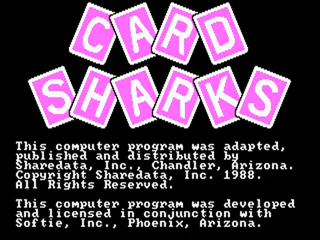 CARD
SHARKS
This computer program was adapted,
published and distributed by
Sharedata, Inc., Chandler, Arizona.
Copyright Sharedata, Inc. 1988.
All Rights Reserved.
This computer program was developed
and licensed in conjunction with
Softie, Inc., Phoenix, Arizona.